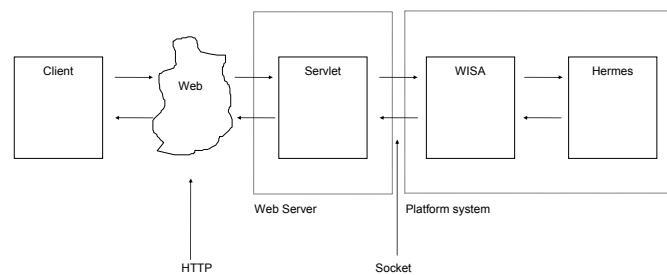 Client
Web
Servlet
WISA
Hermes
Web Server
Platform system
HTTP
Socket